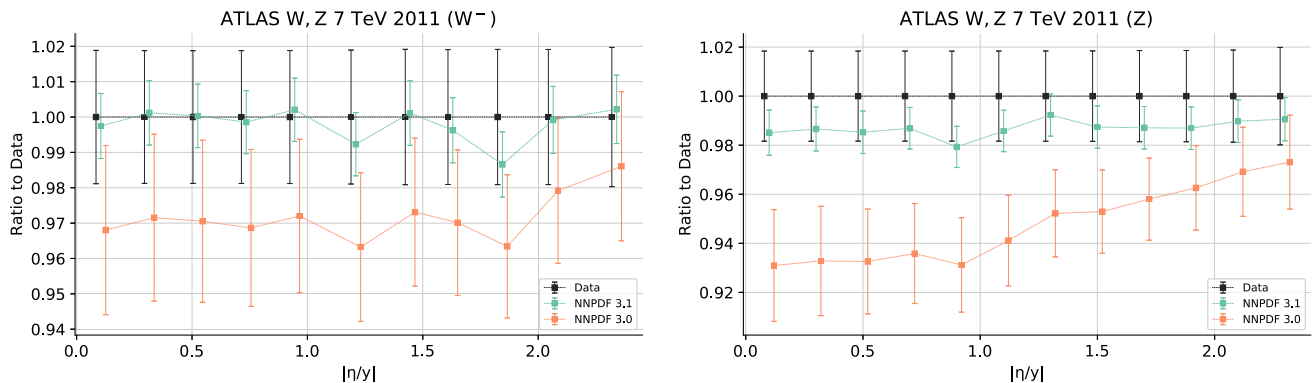 ATLAS W, Z 7 TeV 2011 (W⁻)
1.02
1.01
1.00
0.99
0.98
0.97
0.96
0.95
0.94
Ratio to Data
0.0 0.5 1.0 1.5 2.0
|η/y|
Data
NNPDF 3.1
NNPDF 3.0
ATLAS W, Z 7 TeV 2011 (Z)
1.02
1.00
0.98
0.96
0.94
0.92
Ratio to Data
0.0 0.5 1.0 1.5 2.0
|η/y|
Data
NNPDF 3.1
NNPDF 3.0